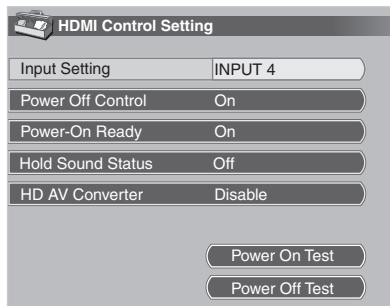 HDMI Control Setting
Input Setting INPUT 4
Power Off Control On
Power-On Ready On
Hold Sound Status Off
HD AV Converter Disable
Power On Test
Power Off Test